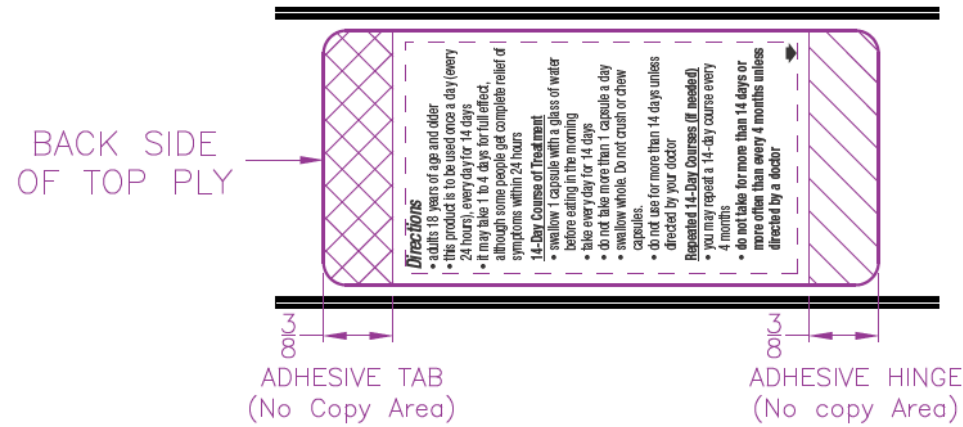 BACK SIDE
OF TOP PLY
Directions
• adults 18 years of age and older
• this product is to be used once a day (every
24 hours), every day for 14 days
• it may take 1 to 4 days for full effect,
although some people get complete relief of
symptoms within 24 hours
14-Day Course of Treatment
• swallow 1 capsule with a glass of water
before eating in the morning
• take every day for 14 days
• do not take more than 1 capsule a day
• swallow whole. Do not crush or chew
capsules.
• do not use for more than 14 days unless
directed by your doctor
Repeated 14-Day Courses (if needed)
• you may repeat a 14-day course every
4 months
• do not take for more than 14 days or
more often than every 4 months unless
directed by a doctor
3/8
ADHESIVE TAB
(No Copy Area)
3/8
ADHESIVE HINGE
(No copy Area)